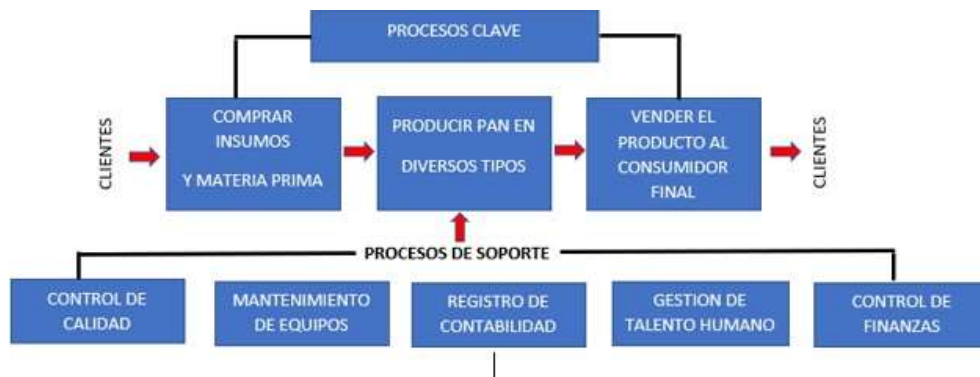 PROCESOS CLAVE
CLIENTES
COMPRAR
INSUMOS
Y MATERIA PRIMA
PRODUCIR PAN EN
DIVERSOS TIPOS
VENDER EL
PRODUCTO AL
CONSUMIDOR
FINAL
CLIENTES
PROCESOS DE SOPORTE
CONTROL DE
CALIDAD
MANTENIMIENTO
DE EQUIPOS
REGISTRO DE
CONTABILIDAD
GESTION DE
TALENTO HUMANO
CONTROL DE
FINANZAS